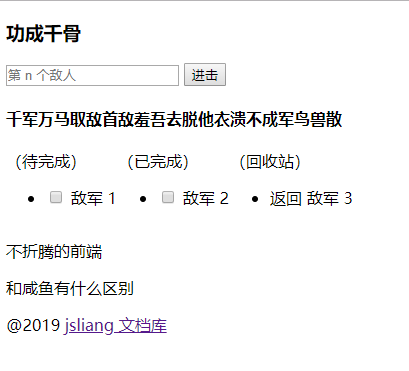 功成千骨
第 n 个敌人 进击
千军万马取敌首敌羞吾去脱他衣溃不成军鸟兽散
（待完成） （已完成） （回收站）
• 敌军 1 • 敌军 2 • 返回 敌军 3
不折腾的前端
和咸鱼有什么区别
@2019 jsliang 文档库